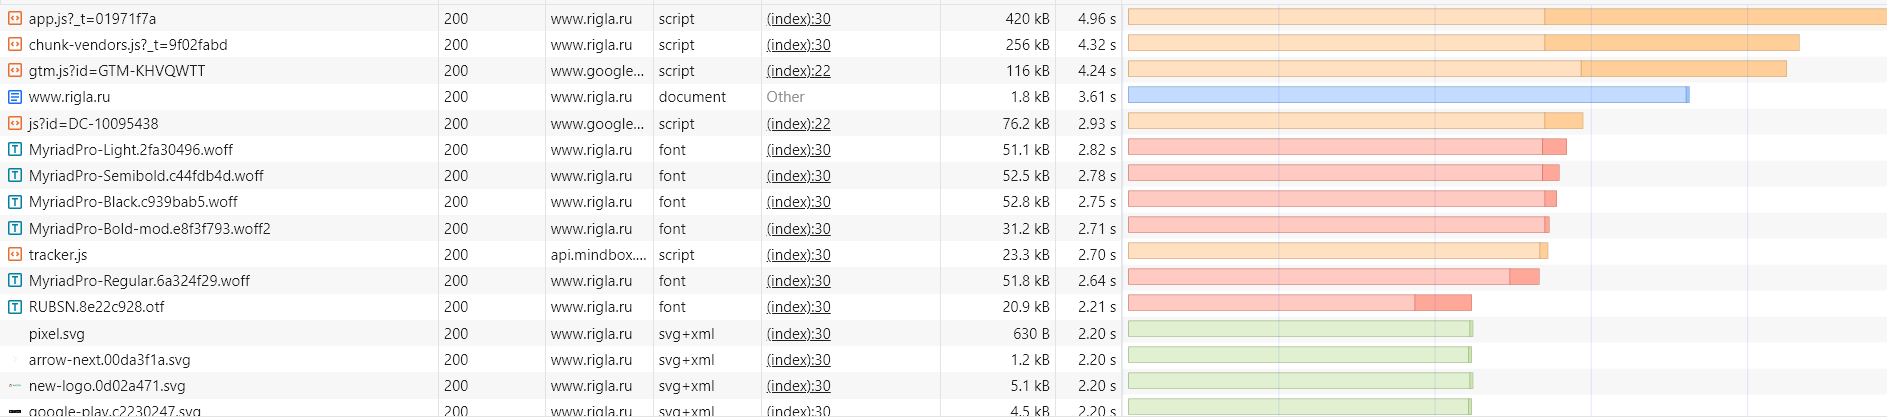 app.js?_t=01971f7a 200 www.rigla.ru script (index):30 420 kB 4.96 s
chunk-vendors.js?_t=9f02fabd 200 www.rigla.ru script (index):30 256 kB 4.32 s
gtm.js?id=GTM-KHVQWTT 200 www.google... script (index):22 116 kB 4.24 s
www.rigla.ru 200 www.rigla.ru document Other 1.8 kB 3.61 s
js?id=DC-10095438 200 www.google... script (index):22 76.2 kB 2.93 s
MyriadPro-Light.2fa30496.woff 200 www.rigla.ru font (index):30 51.1 kB 2.82 s
MyriadPro-Semibold.c44fdb4d.woff 200 www.rigla.ru font (index):30 52.5 kB 2.78 s
MyriadPro-Black.c939bab5.woff 200 www.rigla.ru font (index):30 52.8 kB 2.75 s
MyriadPro-Bold-mod.e8f3f793.woff2 200 www.rigla.ru font (index):30 31.2 kB 2.71 s
tracker.js 200 api.mindbox.... script (index):30 23.3 kB 2.70 s
MyriadPro-Regular.6a324f29.woff 200 www.rigla.ru font (index):30 51.8 kB 2.64 s
RUBSN.8e22c928.otf 200 www.rigla.ru font (index):30 20.9 kB 2.21 s
pixel.svg 200 www.rigla.ru svg+xml (index):30 630 B 2.20 s
arrow-next.00da3f1a.svg 200 www.rigla.ru svg+xml (index):30 1.2 kB 2.20 s
new-logo.0d02a471.svg 200 www.rigla.ru svg+xml (index):30 5.1 kB 2.20 s
google-play.c2230247.svg 200 www.rigla.ru svg+xml (index):30 4.5 kB 2.20 s